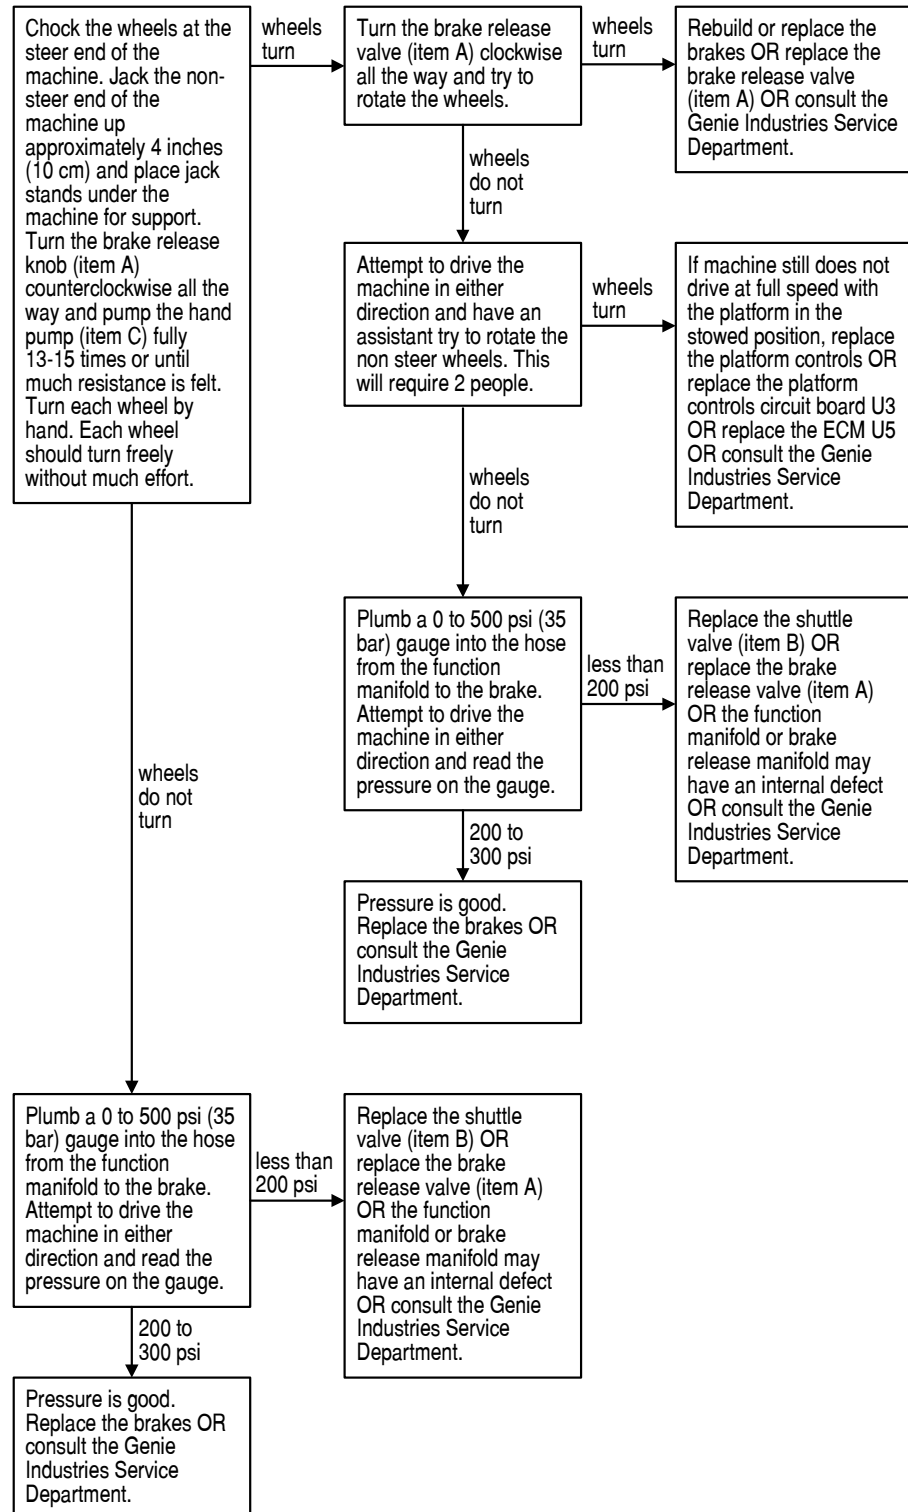 Chock the wheels at the
steer end of the
machine. Jack the non-
steer end of the
machine up
approximately 4 inches
(10 cm) and place jack
stands under the
machine for support.
Turn the brake release
knob (item A)
counterclockwise all the
way and pump the hand
pump (item C) fully
13-15 times or until
much resistance is felt.
Turn each wheel by
hand. Each wheel
should turn freely
without much effort.
wheels
turn
Turn the brake release
valve (item A) clockwise
all the way and try to
rotate the wheels.
wheels
turn
Rebuild or replace the
brakes OR replace the
brake release valve
(item A) OR consult the
Genie Industries Service
Department.
wheels
do not
turn
Attempt to drive the
machine in either
direction and have an
assistant try to rotate the
non steer wheels. This
will require 2 people.
wheels
turn
If machine still does not
drive at full speed with
the platform in the
stowed position, replace
the platform controls OR
replace the platform
controls circuit board U3
OR replace the ECM U5
OR consult the Genie
Industries Service
Department.
wheels
do not
turn
Plumb a 0 to 500 psi (35
bar) gauge into the hose
from the function
manifold to the brake.
Attempt to drive the
machine in either
direction and read the
pressure on the gauge.
less than
200 psi
Replace the shuttle
valve (item B) OR
replace the brake
release valve (item A)
OR the function
manifold or brake
release manifold may
have an internal defect
OR consult the Genie
Industries Service
Department.
200 to
300 psi
Pressure is good.
Replace the brakes OR
consult the Genie
Industries Service
Department.
wheels
do not
turn
Plumb a 0 to 500 psi (35
bar) gauge into the hose
from the function
manifold to the brake.
Attempt to drive the
machine in either
direction and read the
pressure on the gauge.
less than
200 psi
Replace the shuttle
valve (item B) OR
replace the brake
release valve (item A)
OR the function
manifold or brake
release manifold may
have an internal defect
OR consult the Genie
Industries Service
Department.
200 to
300 psi
Pressure is good.
Replace the brakes OR
consult the Genie
Industries Service
Department.